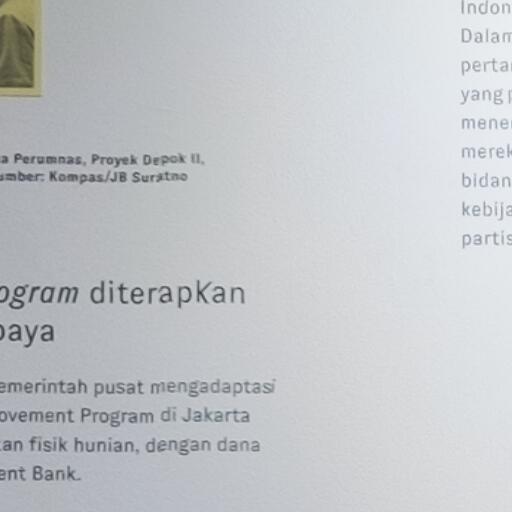 a Perumnas, Proyek Depok II,
umber: Kompas/JB Suratno
ogram diterapkan
baya
emerintah pusat mengadaptasi
ovement Program di Jakarta
kan fisik hunian, dengan dana
ent Bank.
Indon
Dalam
perta
yang p
mene
merek
bidan
kebija
partis